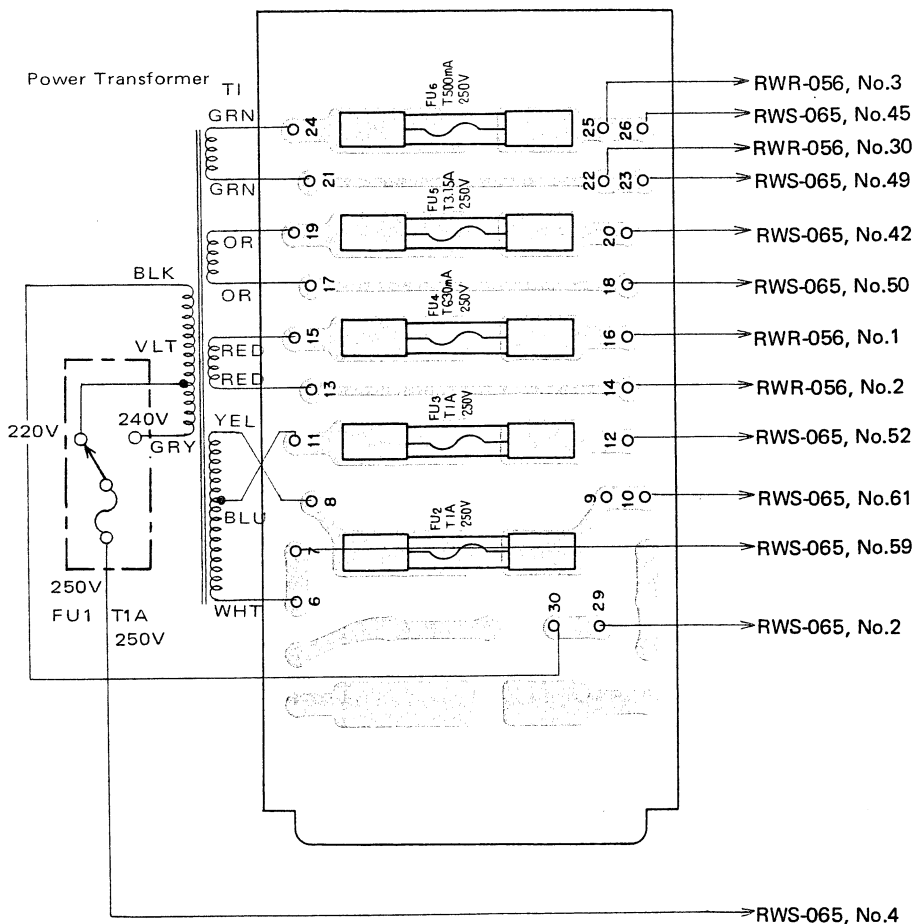 Power Transformer
T1
GRN
GRN
OR
OR
BLK
VLT
RED
RED
220V
240V
GRY
YEL
BLU
WHT
250V
FU1 T1A
250V
24
FU6
T500mA
250V
25
26
21
22
23
19
FU5
T3.15A
250V
20
17
18
15
FU4
T630mA
250V
16
13
14
11
FU3
T1A
250V
12
8
9
10
FU2
T1A
250V
7
6
30
29
RWR-056, No.3
RWS-065, No.45
RWR-056, No.30
RWS-065, No.49
RWS-065, No.42
RWS-065, No.50
RWR-056, No.1
RWR-056, No.2
RWS-065, No.52
RWS-065, No.61
RWS-065, No.59
RWS-065, No.2
RWS-065, No.4